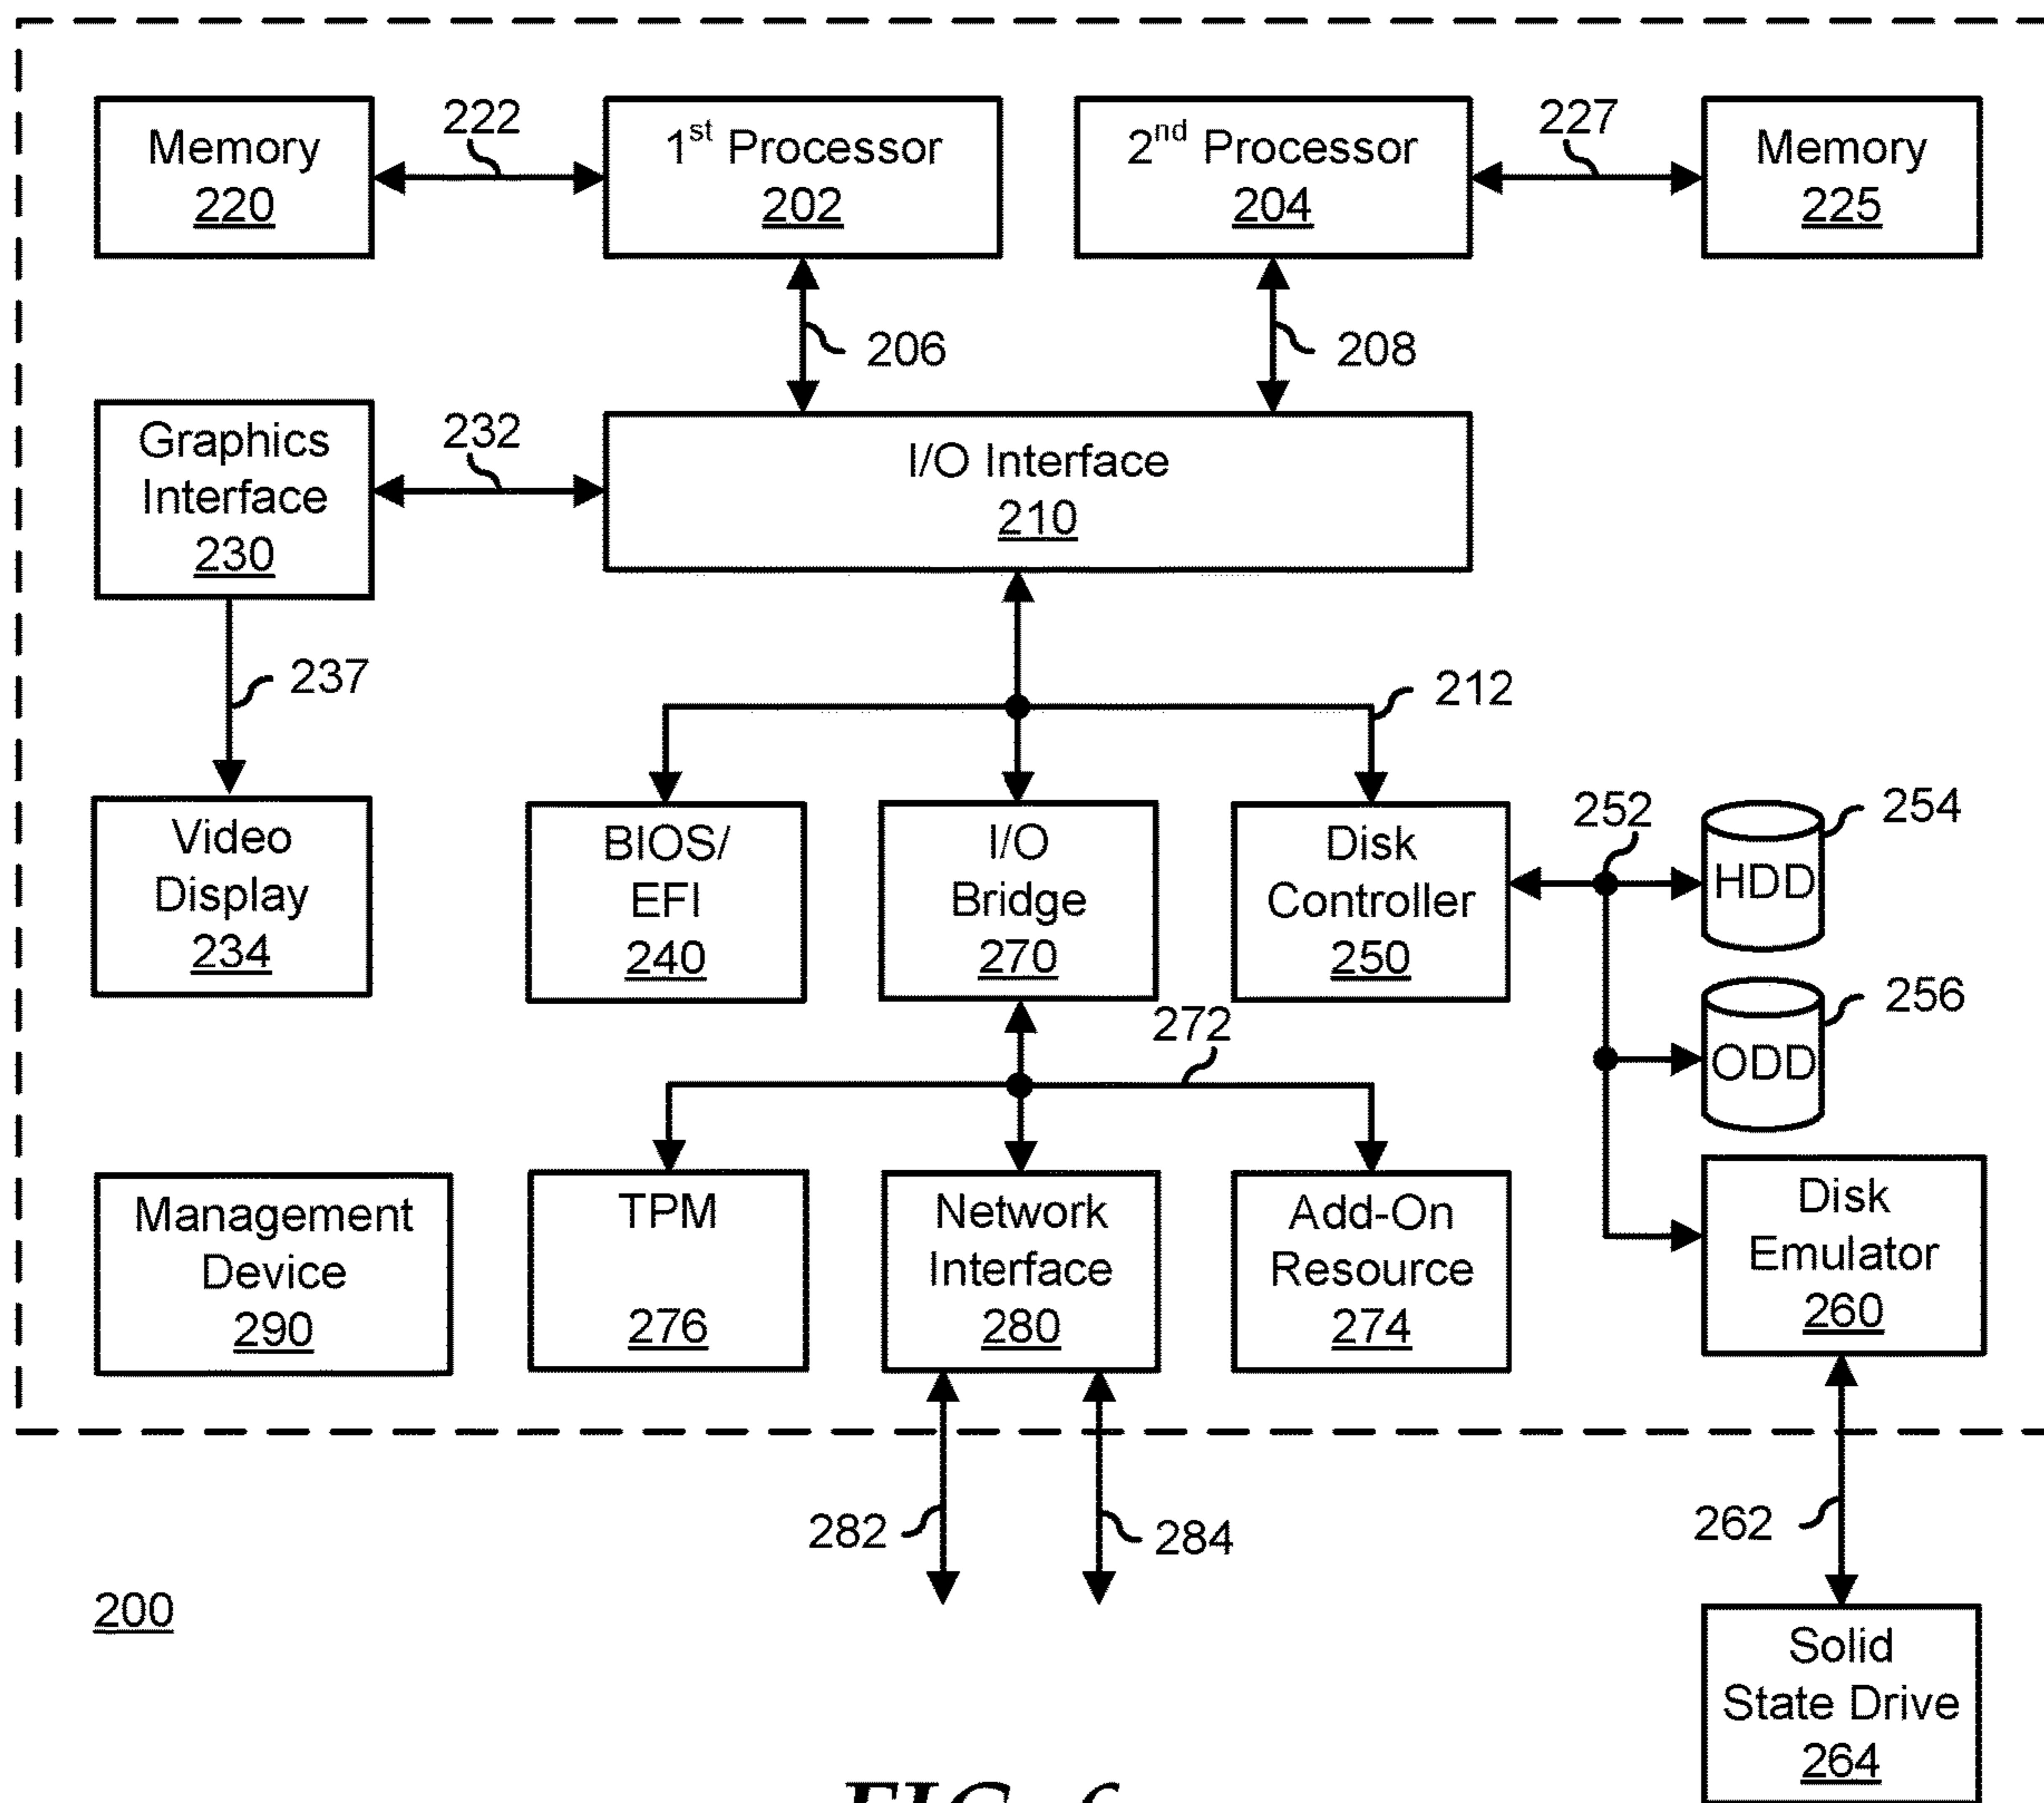 Memory
220
222
1st Processor
202
2nd Processor
204
227
Memory
225
206
208
Graphics
Interface
230
232
I/O Interface
210
237
212
Video
Display
234
BIOS/
EFI
240
I/O
Bridge
270
Disk
Controller
250
252
254
HDD
256
ODD
272
Management
Device
290
TPM
276
Network
Interface
280
Add-On
Resource
274
Disk
Emulator
260
282
284
262
200
Solid
State Drive
264
FIG. 6